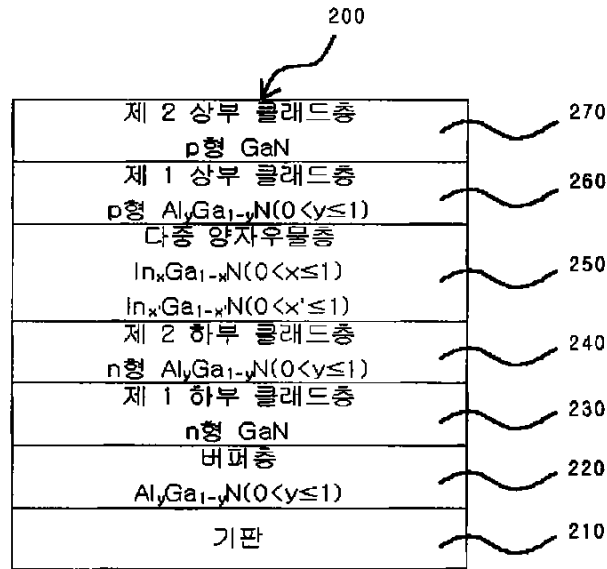 200
제 2 상부 클래드층
p형 GaN
270
제 1 상부 클래드층
p형 AlyGa1-yN(0<y≤1)
260
다중 양자우물층
InxGa1-xN(0<x≤1)
Inx'Ga1-x'N(0<x'≤1)
250
제 2 하부 클래드층
n형 AlyGa1-yN(0<y≤1)
240
제 1 하부 클래드층
n형 GaN
230
버퍼층
AlyGa1-yN(0<y≤1)
220
기판
210